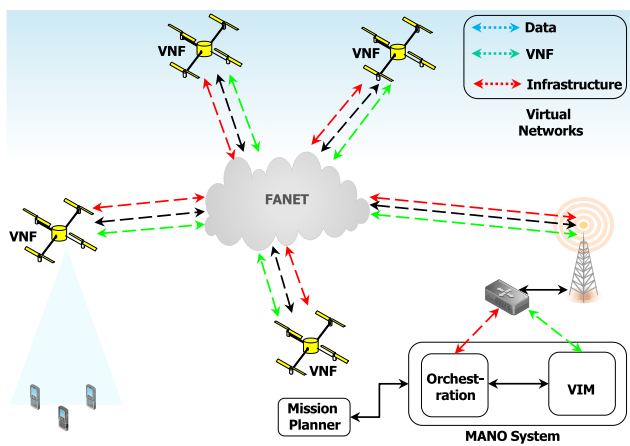 VNF
VNF
Data
VNF
Infrastructure
Virtual
Networks
FANET
VNF
VNF
Orchest-
ration
VIM
Mission
Planner
MANO System